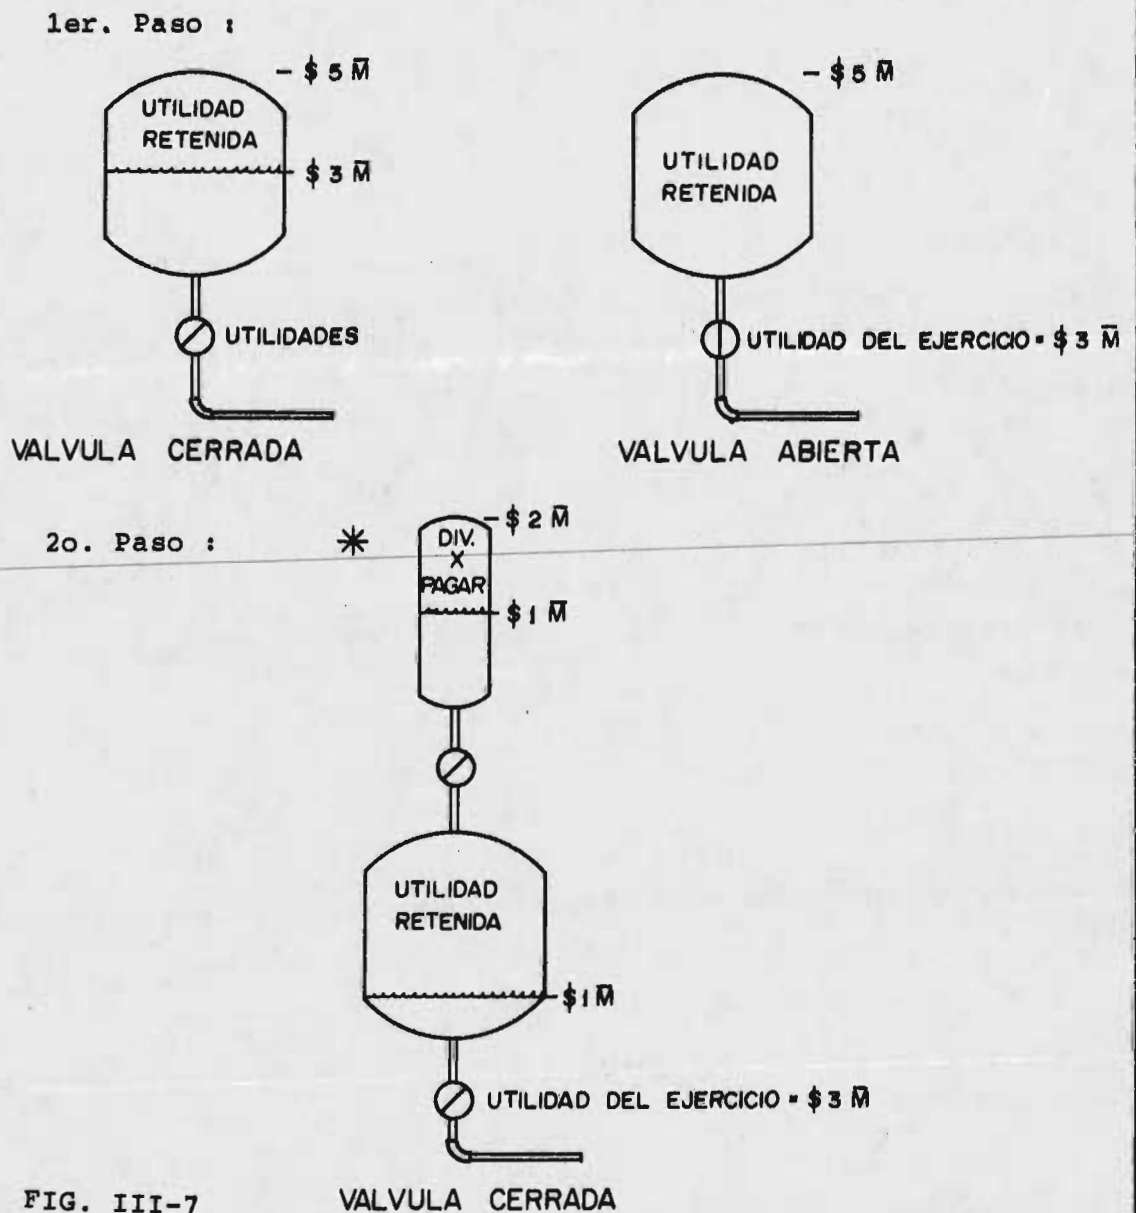 1er. Paso :
- $ 5 M̅
UTILIDAD
RETENIDA
$ 3 M̅
UTILIDADES
VALVULA CERRADA
- $ 5 M̅
UTILIDAD
RETENIDA
UTILIDAD DEL EJERCICIO = $ 3 M̅
VALVULA ABIERTA
2o. Paso :
*
- $ 2 M̅
DIV.
X
PAGAR
$ 1 M̅
UTILIDAD
RETENIDA
$ 1 M̅
UTILIDAD DEL EJERCICIO = $ 3 M̅
FIG. III-7
VALVULA CERRADA